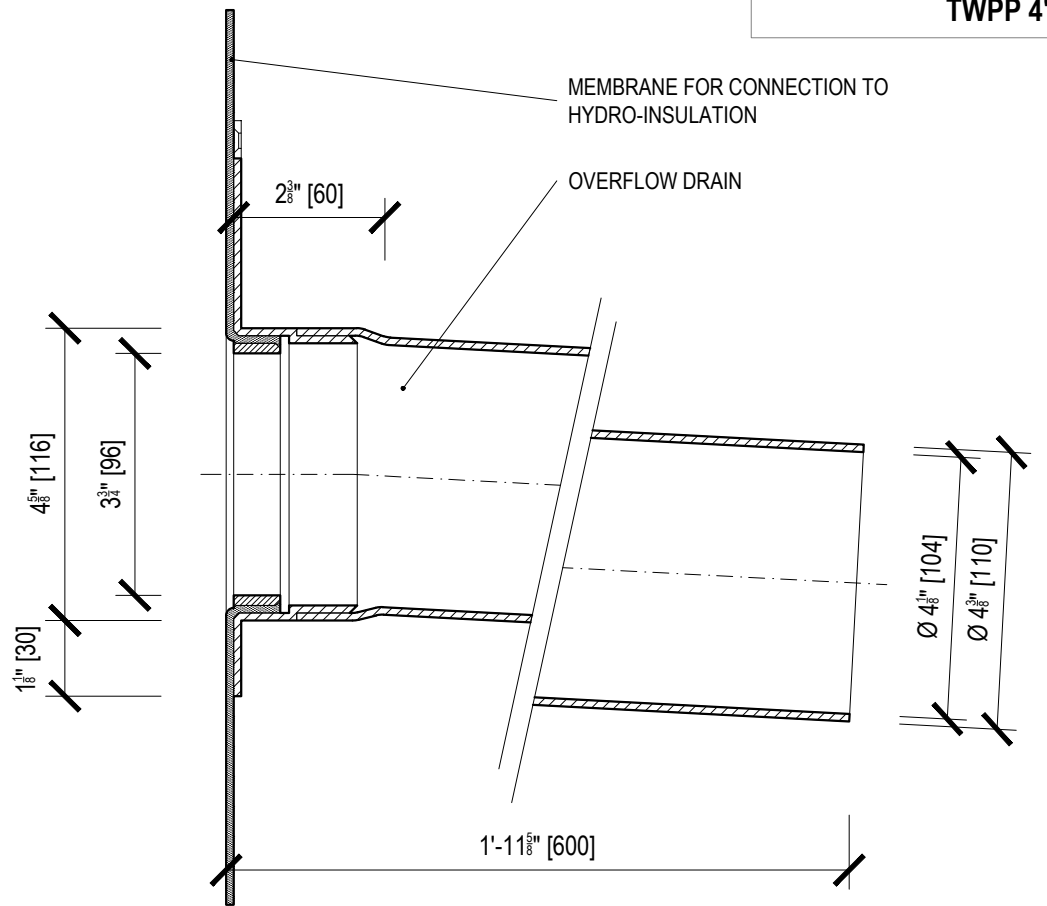 TWPP 4"
MEMBRANE FOR CONNECTION TO
HYDRO-INSULATION
OVERFLOW DRAIN
2⅜" [60]
4⅝" [116]
3¾" [96]
1⅛" [30]
Ø 4⅛" [104]
Ø 4⅜" [110]
1'-11⅝" [600]